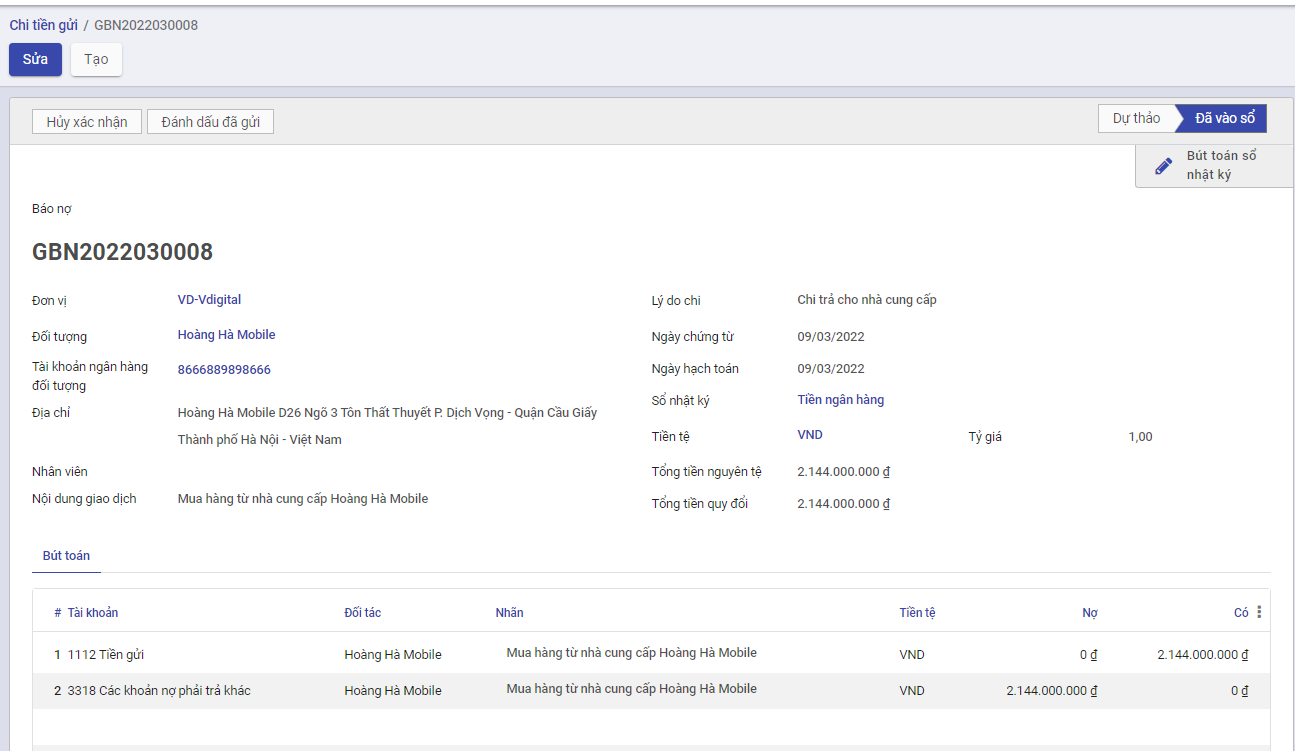 Chi tiền gửi / GBN2022030008
Sửa Tạo
Hủy xác nhận Đánh dấu đã gửi Dự thảo Đã vào sổ
Bút toán sổ
nhật ký
Báo nợ
GBN2022030008
Đơn vị VD-Vdigital Lý do chi Chi trả cho nhà cung cấp
Đối tượng Hoàng Hà Mobile Ngày chứng từ 09/03/2022
Tài khoản ngân hàng
đối tượng 8666889898666 Ngày hạch toán 09/03/2022
Địa chỉ Hoàng Hà Mobile D26 Ngõ 3 Tôn Thất Thuyết P. Dịch Vọng - Quận Cầu Giấy Sổ nhật ký Tiền ngân hàng
Thành phố Hà Nội - Việt Nam Tiền tệ VND Tỷ giá 1,00
Nhân viên Tổng tiền nguyên tệ 2.144.000.000 ₫
Nội dung giao dịch Mua hàng từ nhà cung cấp Hoàng Hà Mobile Tổng tiền quy đổi 2.144.000.000 ₫
Bút toán
# Tài khoản Đối tác Nhãn Tiền tệ Nợ Có
1 1112 Tiền gửi Hoàng Hà Mobile Mua hàng từ nhà cung cấp Hoàng Hà Mobile VND 0 ₫ 2.144.000.000 ₫
2 3318 Các khoản nợ phải trả khác Hoàng Hà Mobile Mua hàng từ nhà cung cấp Hoàng Hà Mobile VND 2.144.000.000 ₫ 0 ₫